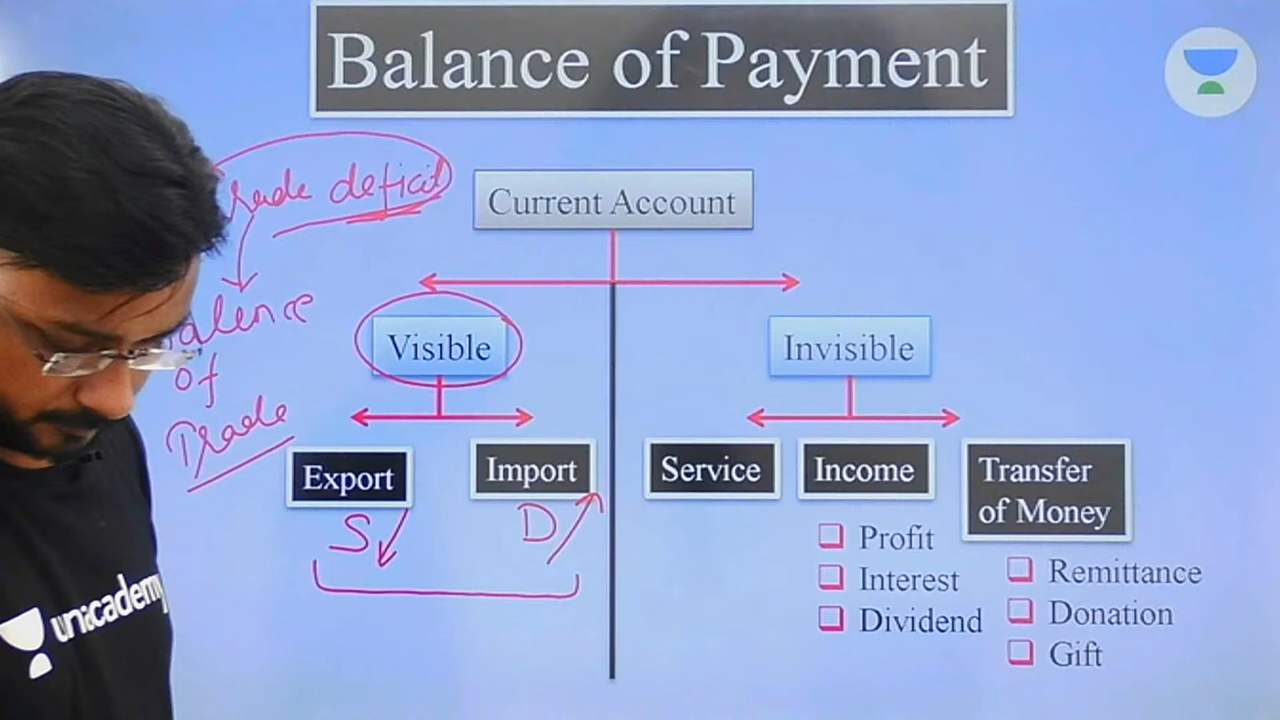 Balance of Payment
Trade deficit
Current Account
Balence
of
Trade
Visible
Invisible
Export
Import
Service
Income
Transfer
of Money
S
D
Profit
Interest
Dividend
Remittance
Donation
Gift
unacademy